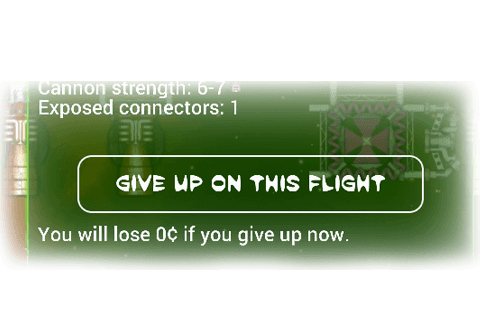 Cannon strength: 6-7
Exposed connectors: 1
GIVE UP ON THIS FLIGHT
You will lose 0¢ if you give up now.